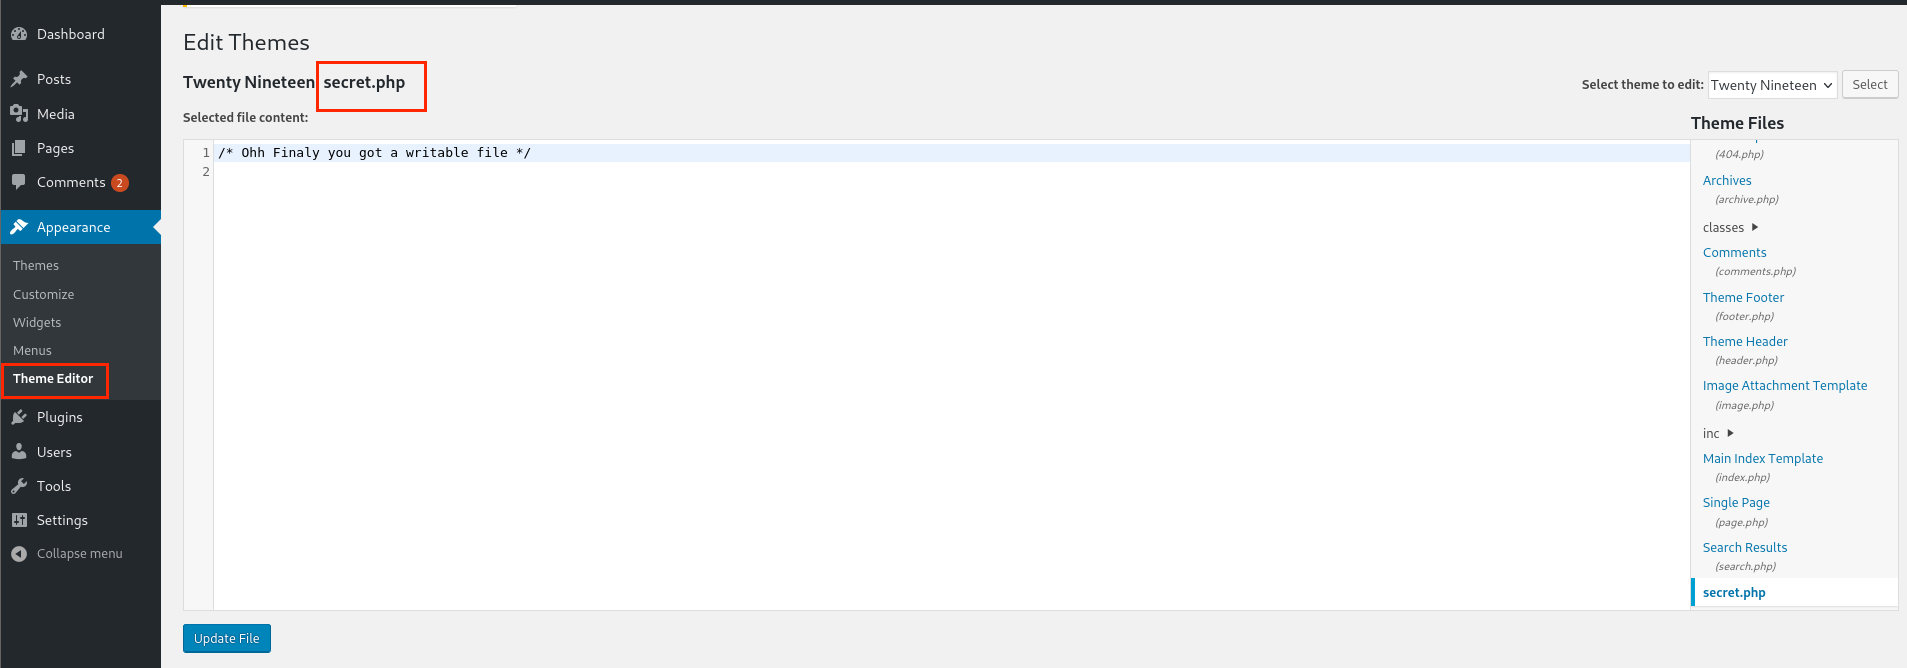 Dashboard
Posts
Media
Pages
Comments 2
Appearance
Themes
Customize
Widgets
Menus
Theme Editor
Plugins
Users
Tools
Settings
Collapse menu
Edit Themes
Twenty Nineteen secret.php
Select theme to edit: Twenty Nineteen Select
Selected file content:
1 /* Ohh Finaly you got a writable file */
2
Update File
Theme Files
(404.php)
Archives
(archive.php)
classes
Comments
(comments.php)
Theme Footer
(footer.php)
Theme Header
(header.php)
Image Attachment Template
(image.php)
inc
Main Index Template
(index.php)
Single Page
(page.php)
Search Results
(search.php)
secret.php